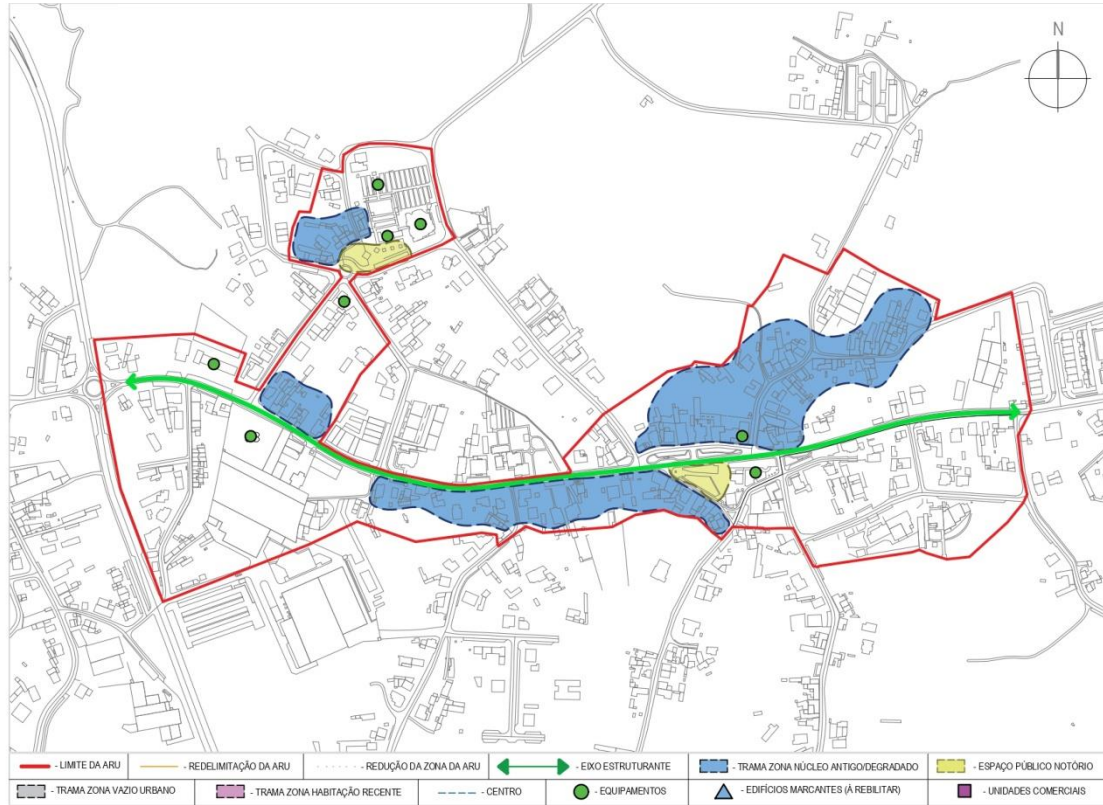 N
- LIMITE DA ARU - REDELIMITAÇÃO DA ARU - REDUÇÃO DA ZONA DA ARU - EIXO ESTRUTURANTE - TRAMA ZONA NÚCLEO ANTIGO/DEGRADADO - ESPAÇO PÚBLICO NOTÓRIO
- TRAMA ZONA VAZIO URBANO - TRAMA ZONA HABITAÇÃO RECENTE - CENTRO - EQUIPAMENTOS - EDIFÍCIOS MARCANTES (À REBILITAR) - UNIDADES COMERCIAIS